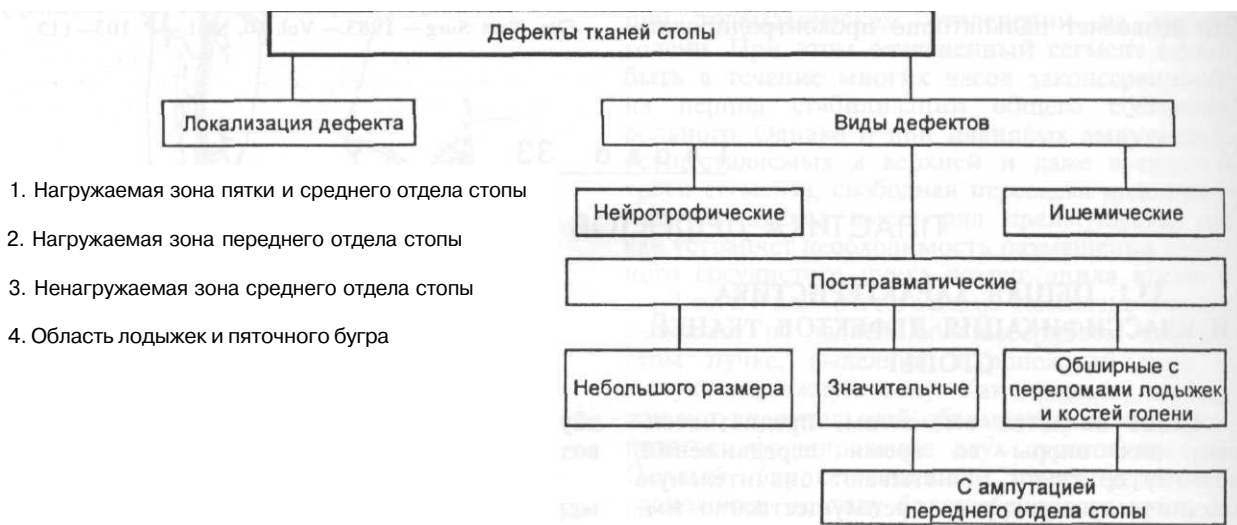 Дефекты тканей стопы
Локализация дефекта
Виды дефектов
1. Нагружаемая зона пятки и среднего отдела стопы
2. Нагружаемая зона переднего отдела стопы
3. Ненагружаемая зона среднего отдела стопы
4. Область лодыжек и пяточного бугра
Нейротрофические
Ишемические
Посттравматические
Небольшого размера
Значительные
Обширные с
переломами лодыжек
и костей голени
С ампутацией
переднего отдела стопы